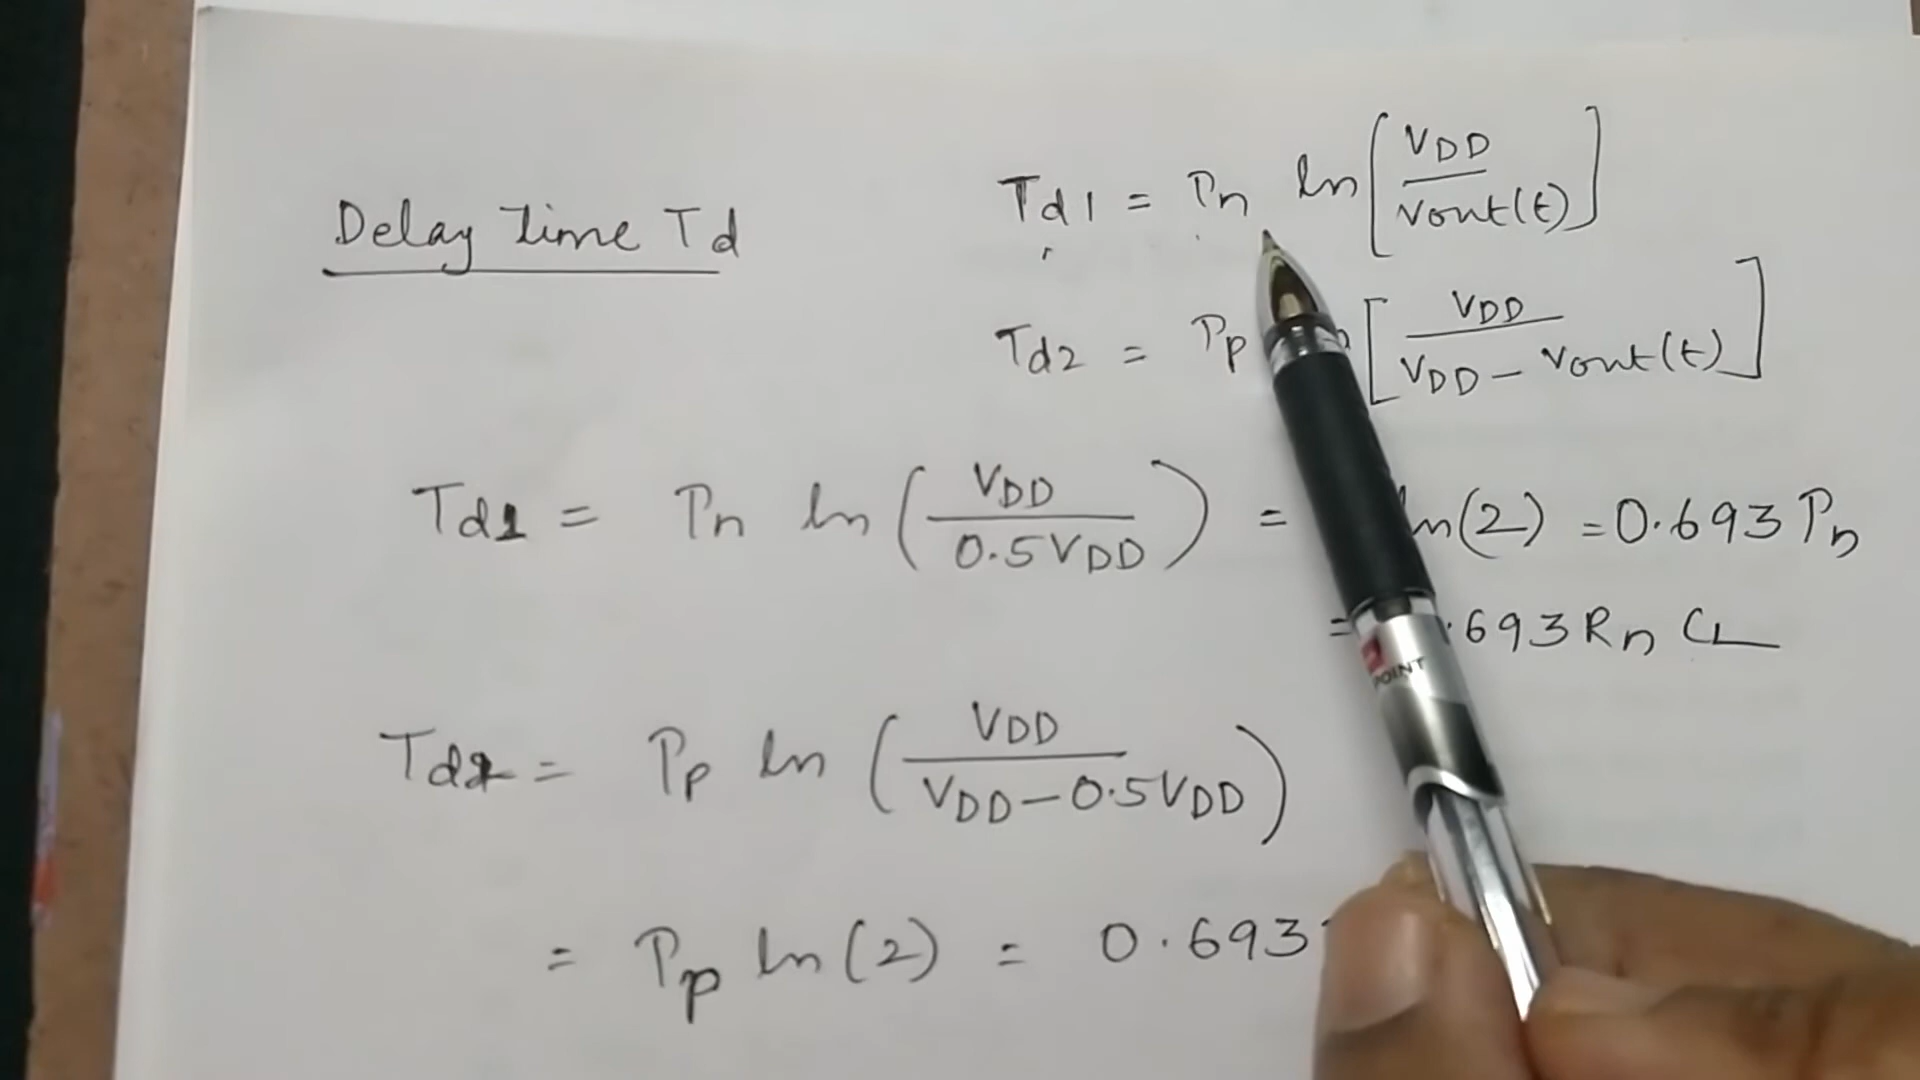 Delay time Td
Td1 = Pn ln [ VDD / Vout(t) ]
Td2 = Pp [ VDD / VDD - Vout(t) ]
Td1 = Pn ln ( VDD / 0.5VDD ) = ln(2) = 0.693 Pn
= .693 Rn CL
Td2 = Pp ln ( VDD / VDD - 0.5VDD )
= Pp ln(2) = 0.693
POINT